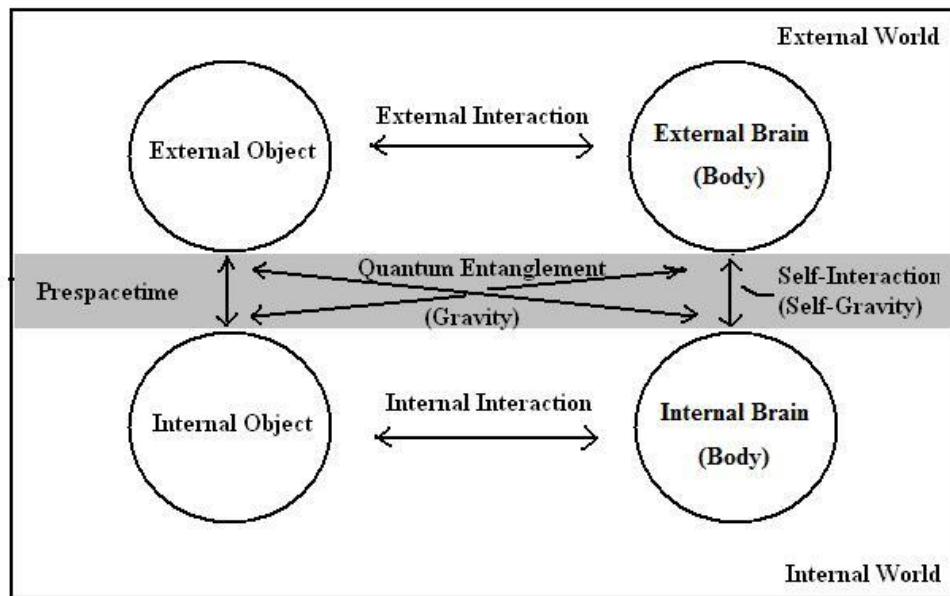 External World
External Interaction
External Object
External Brain
(Body)
Quantum Entanglement
Prespacetime
(Gravity)
Self-Interaction
(Self-Gravity)
Internal Interaction
Internal Object
Internal Brain
(Body)
Internal World